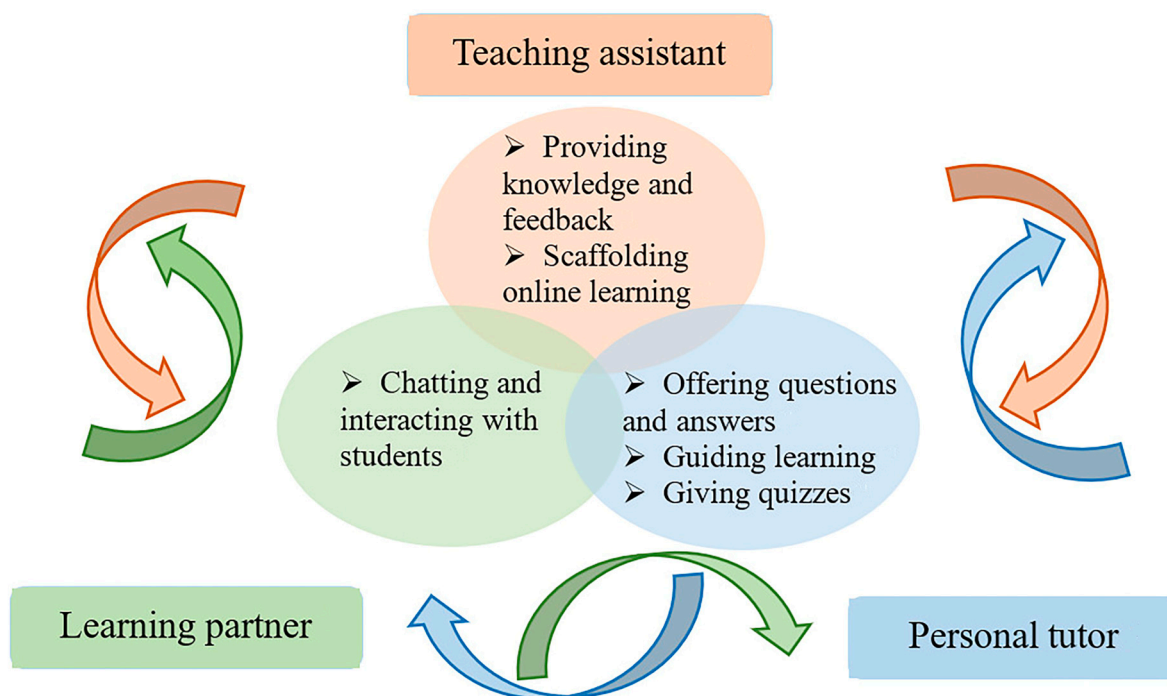 Teaching assistant
➢ Providing
knowledge and
feedback
➢ Scaffolding
online learning
➢ Chatting and
interacting with
students
➢ Offering questions
and answers
➢ Guiding learning
➢ Giving quizzes
Learning partner
Personal tutor